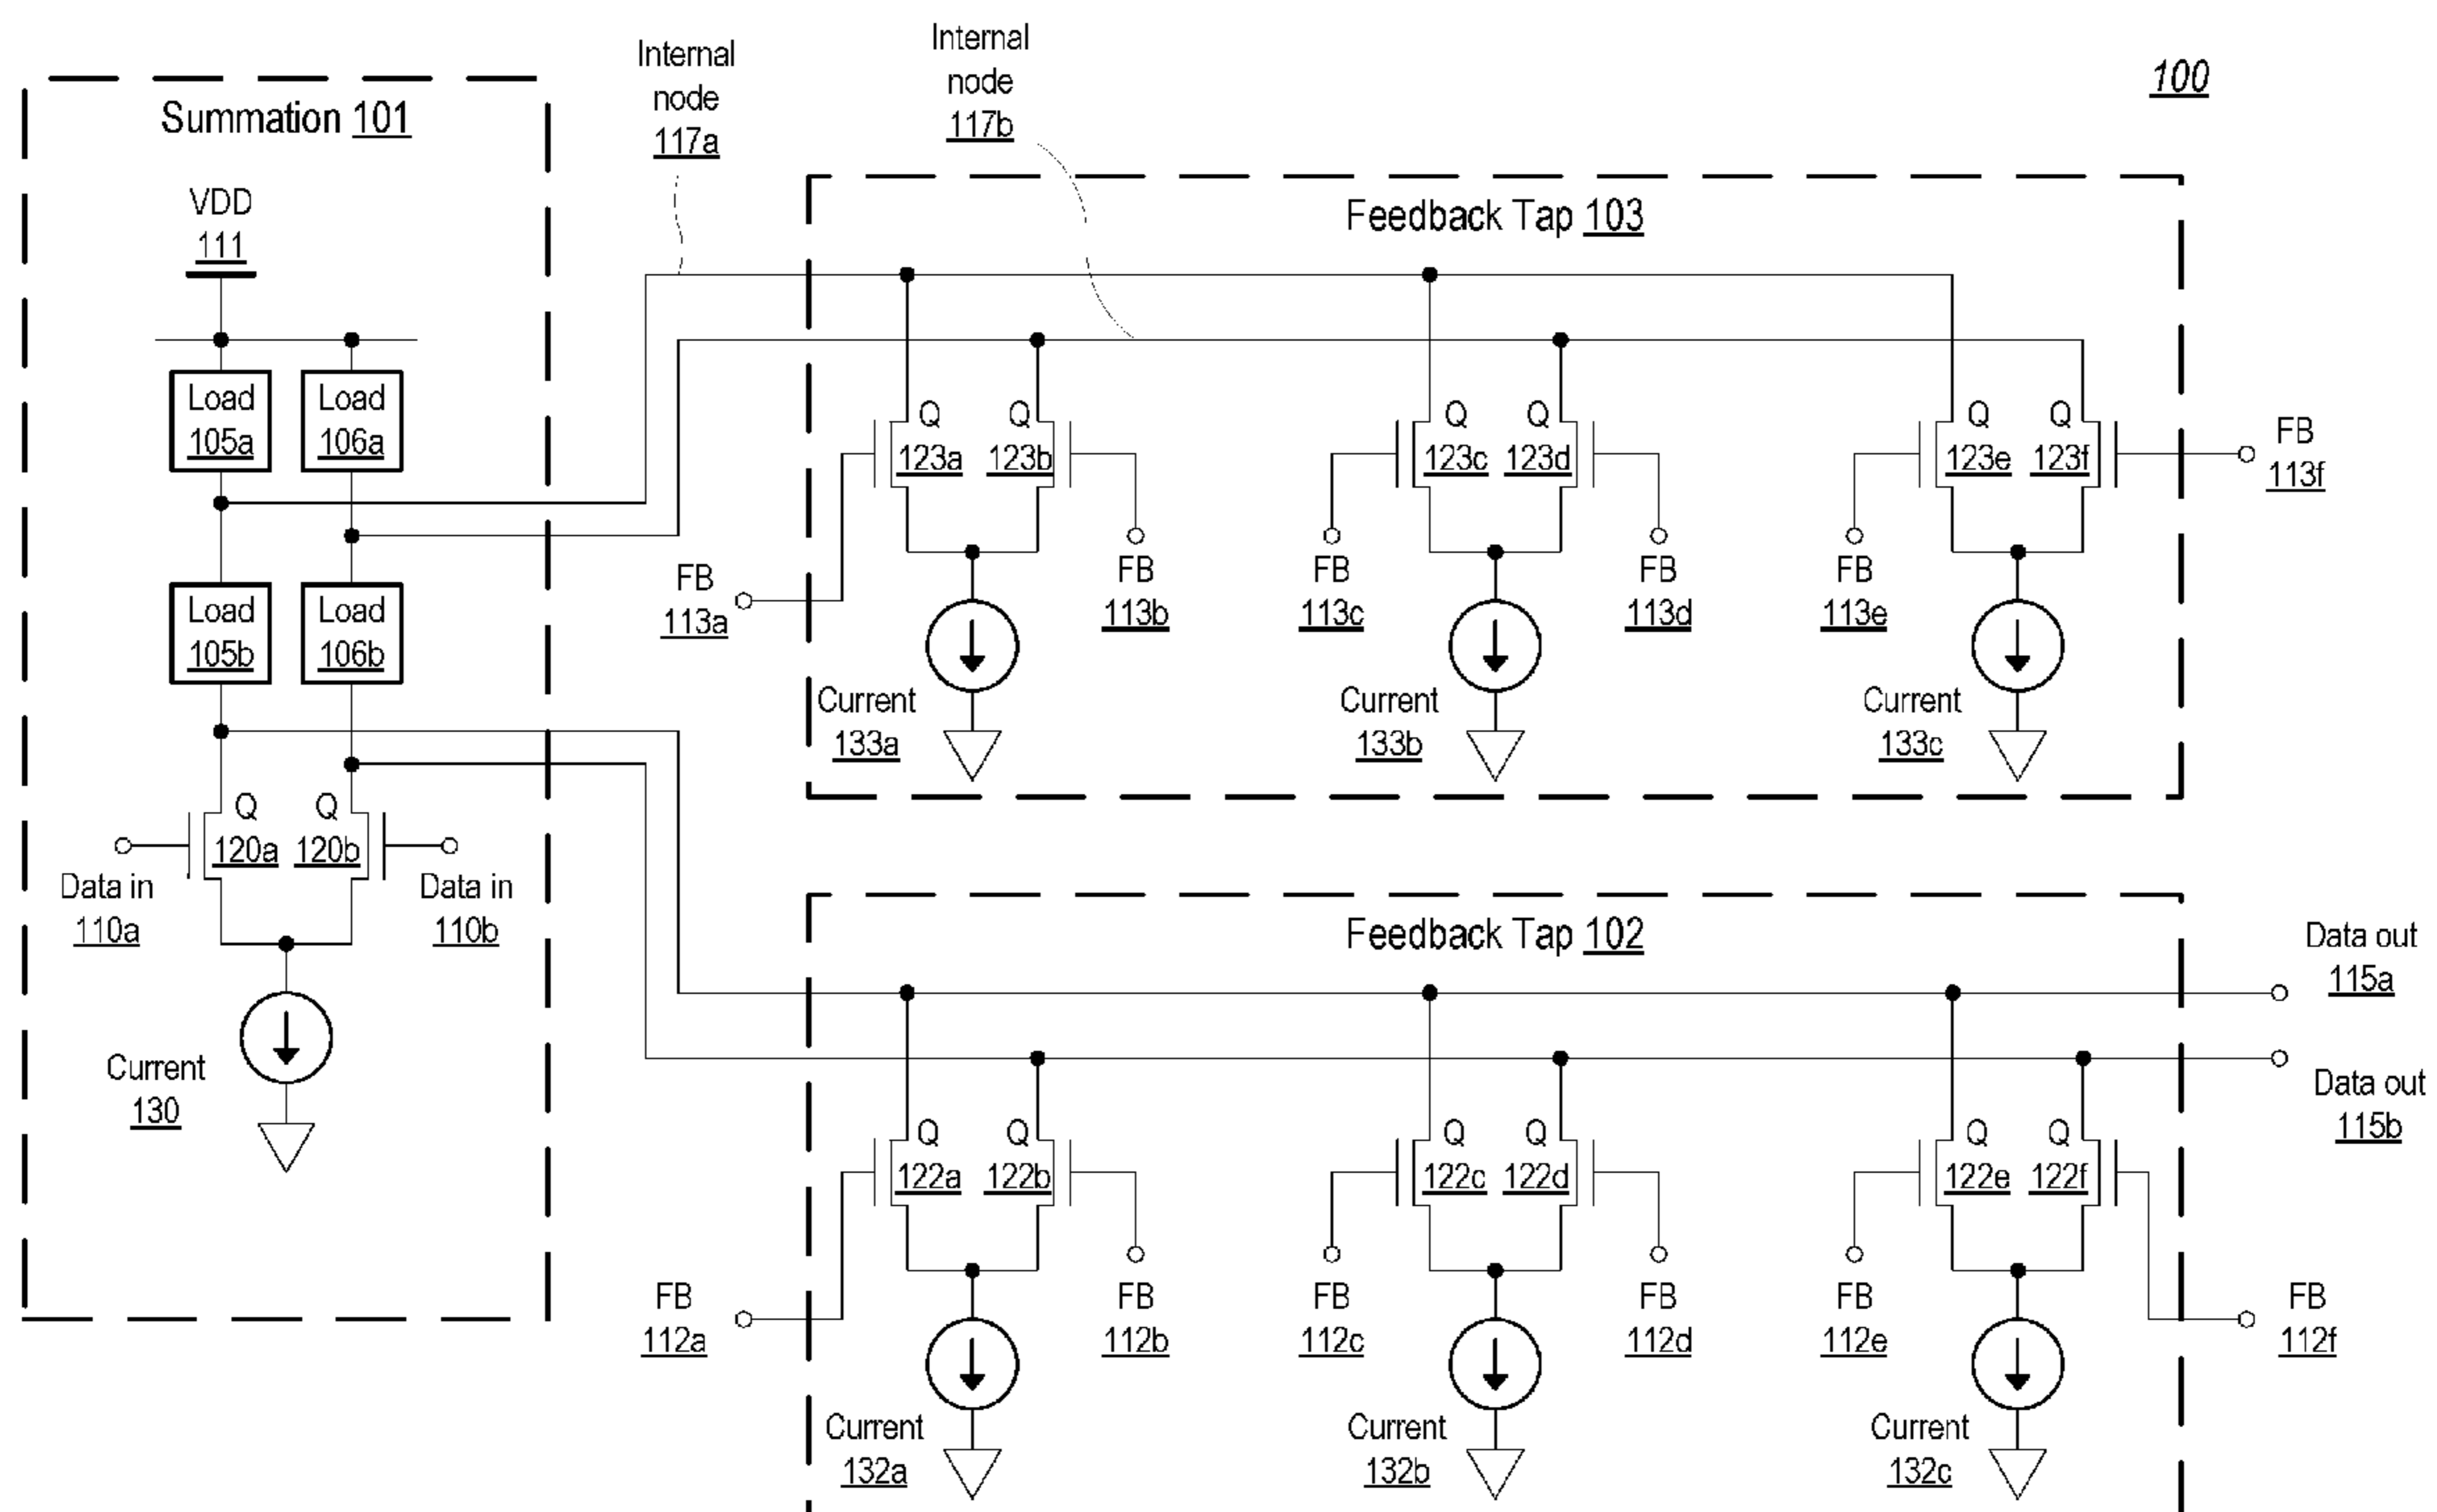 100
Internal
node
117a
Internal
node
117b
Summation 101
VDD
111
Load
105a
Load
106a
Load
105b
Load
106b
Q
120a
Q
120b
Data in
110a
Data in
110b
Current
130
Feedback Tap 103
Q
123a
Q
123b
Q
123c
Q
123d
Q
123e
Q
123f
FB
113f
FB
113a
FB
113b
FB
113c
FB
113d
FB
113e
Current
133a
Current
133b
Current
133c
Feedback Tap 102
Data out
115a
Data out
115b
Q
122a
Q
122b
Q
122c
Q
122d
Q
122e
Q
122f
FB
112a
FB
112b
FB
112c
FB
112d
FB
112e
FB
112f
Current
132a
Current
132b
Current
132c